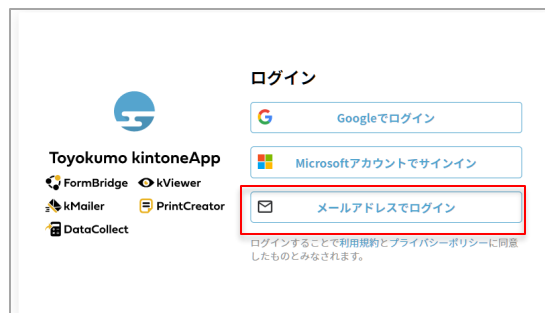 ログイン
Googleでログイン
Microsoftアカウントでサインイン
メールアドレスでログイン
ログインすることで利用規約とプライバシーポリシーに同意
したものとみなされます。
Toyokumo kintoneApp
FormBridge kViewer
kMailer PrintCreator
DataCollect